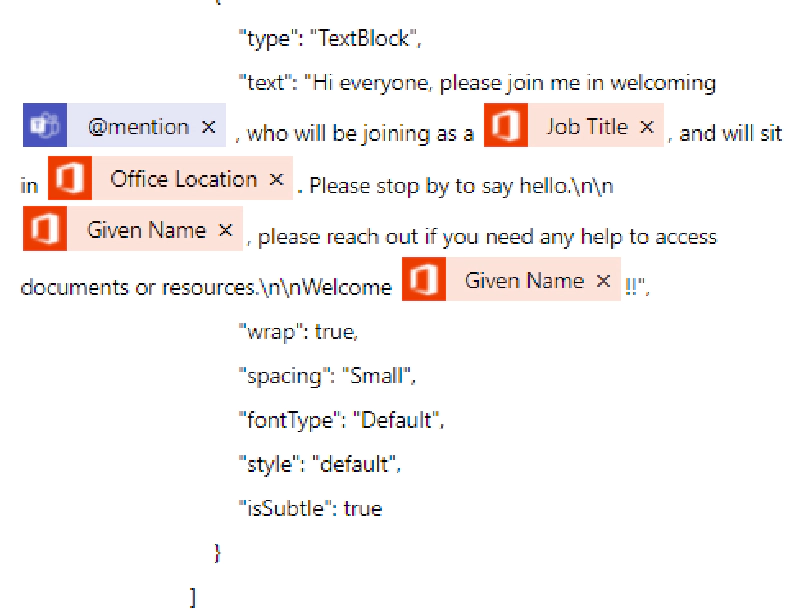 "type": "TextBlock",
"text": "Hi everyone, please join me in welcoming
@mention × , who will be joining as a Job Title × , and will sit
in Office Location × . Please stop by to say hello.\n\n
Given Name × , please reach out if you need any help to access
documents or resources.\n\nWelcome Given Name × !!",
"wrap": true,
"spacing": "Small",
"fontType": "Default",
"style": "default",
"isSubtle": true
}
]